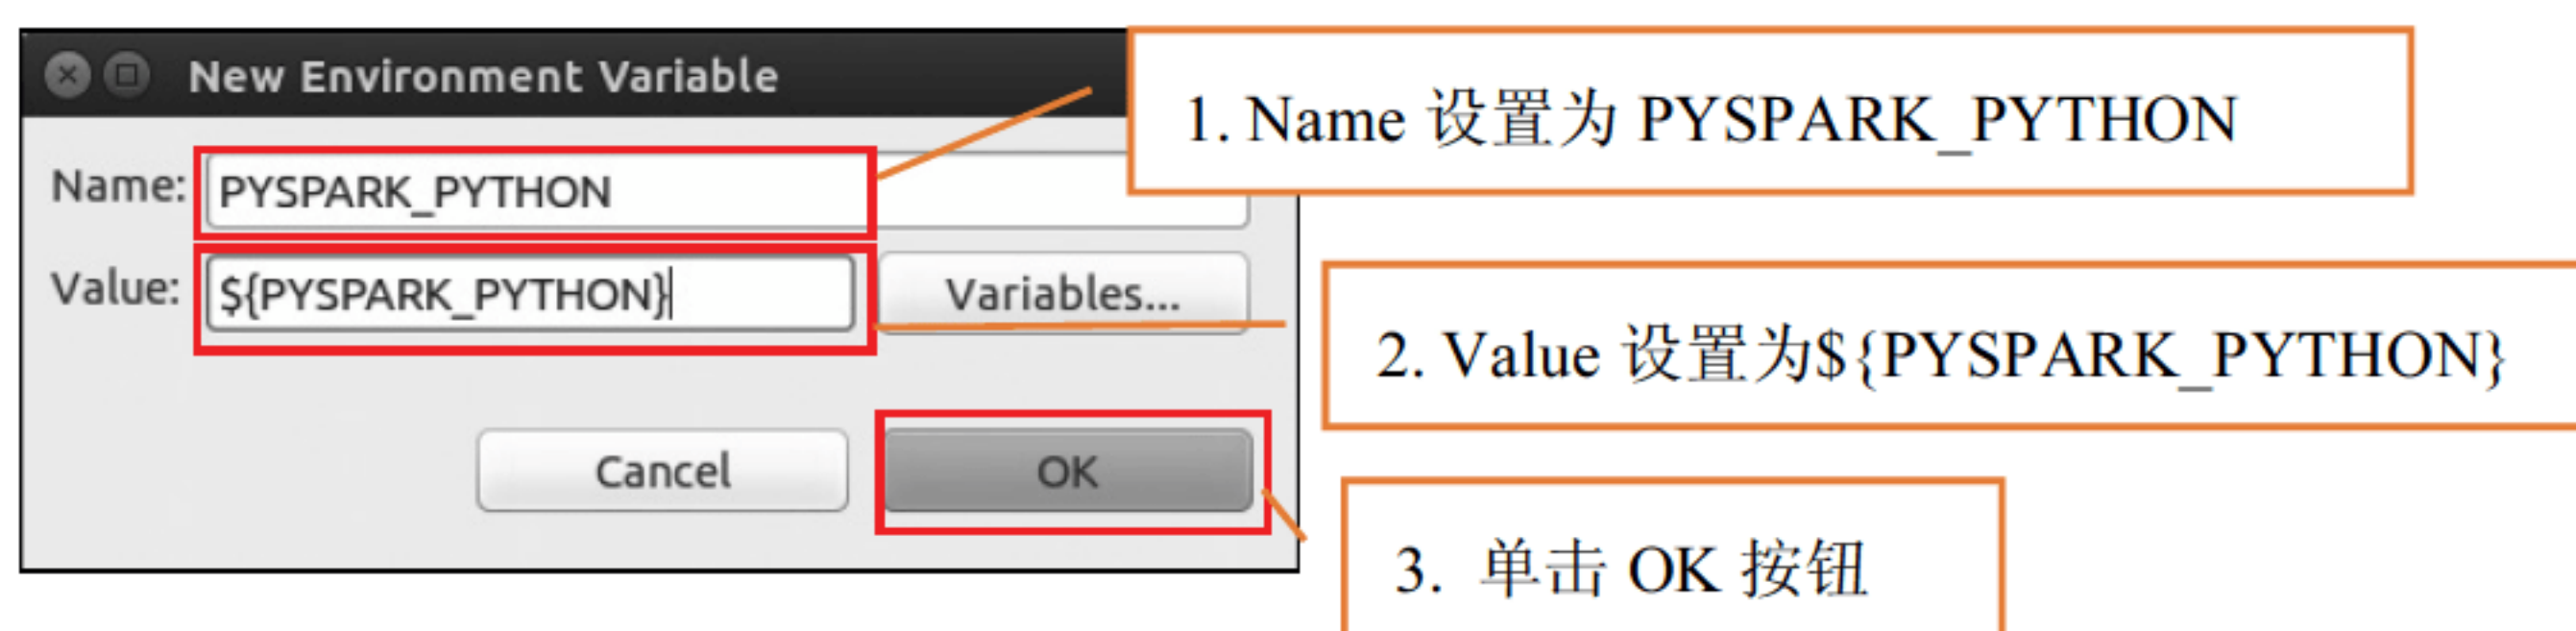 New Environment Variable
1. Name 设置为 PYSPARK_PYTHON
Name: PYSPARK_PYTHON
Value: ${PYSPARK_PYTHON} Variables...
2. Value 设置为${PYSPARK_PYTHON}
Cancel OK
3. 单击 OK 按钮